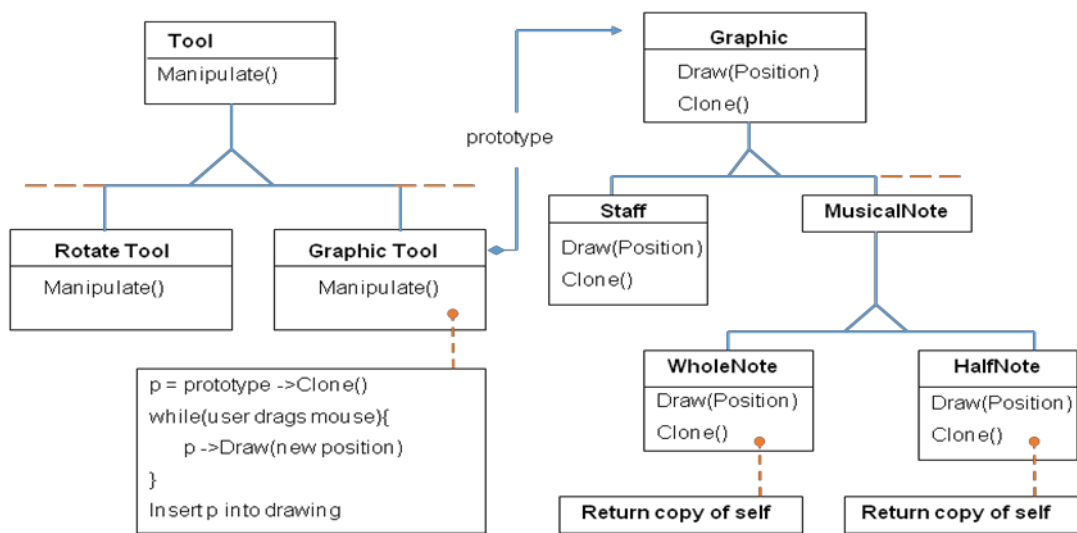 Tool
Manipulate()
prototype
Graphic
Draw(Position)
Clone()
Rotate Tool
Manipulate()
Graphic Tool
Manipulate()
Staff
Draw(Position)
Clone()
MusicalNote
p = prototype ->Clone()
while(user drags mouse){
p ->Draw(new position)
}
Insert p into drawing
WholeNote
Draw(Position)
Clone()
HalfNote
Draw(Position)
Clone()
Return copy of self
Return copy of self